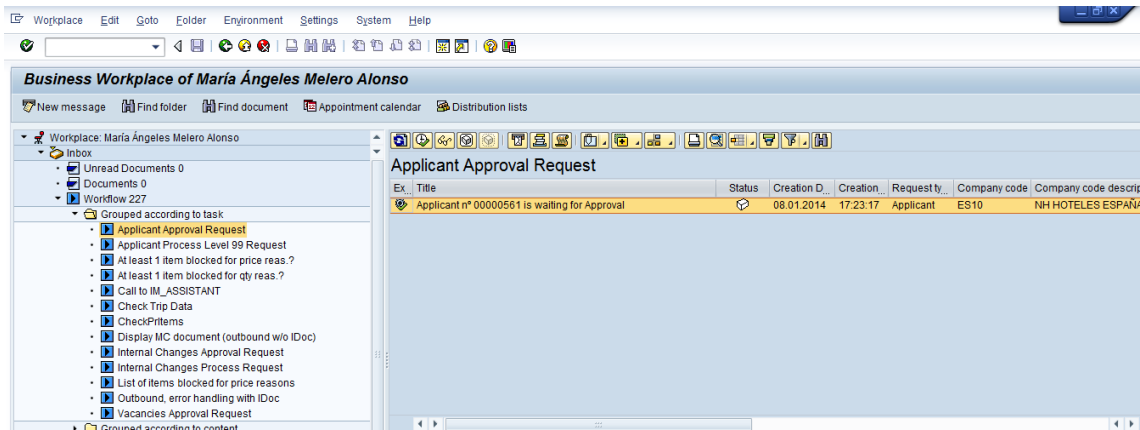 Workplace Edit Goto Folder Environment Settings System Help
Business Workplace of María Ángeles Melero Alonso
New message Find folder Find document Appointment calendar Distribution lists
Workplace: María Ángeles Melero Alonso
Inbox
Unread Documents 0
Documents 0
Workflow 227
Grouped according to task
Applicant Approval Request
Applicant Process Level 99 Request
At least 1 item blocked for price reas.?
At least 1 item blocked for qty reas.?
Call to IM_ASSISTANT
Check Trip Data
CheckPrItems
Display MC document (outbound w/o IDoc)
Internal Changes Approval Request
Internal Changes Process Request
List of items blocked for price reasons
Outbound, error handling with IDoc
Vacancies Approval Request
Grouped according to content
Applicant Approval Request
Ex... Title Status Creation D... Creation... Request ty... Company code Company code descrip
Applicant nº 00000561 is waiting for Approval 08.01.2014 17:23:17 Applicant ES10 NH HOTELES ESPAÑA